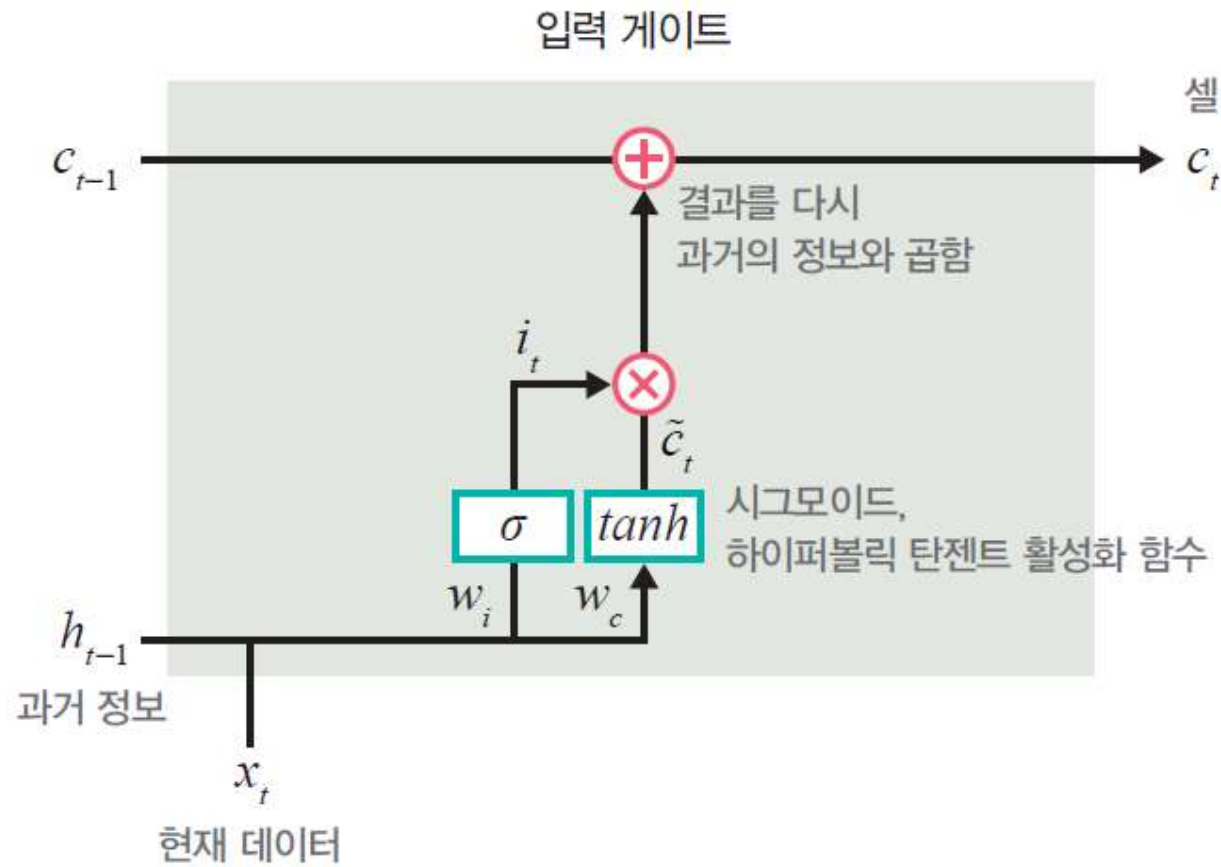 입력 게이트
셀
c_{t-1}
c_t
결과를 다시
과거의 정보와 곱함
i_t
c̃_t
σ
tanh
시그모이드,
하이퍼볼릭 탄젠트 활성화 함수
w_i
w_c
h_{t-1}
과거 정보
x_t
현재 데이터